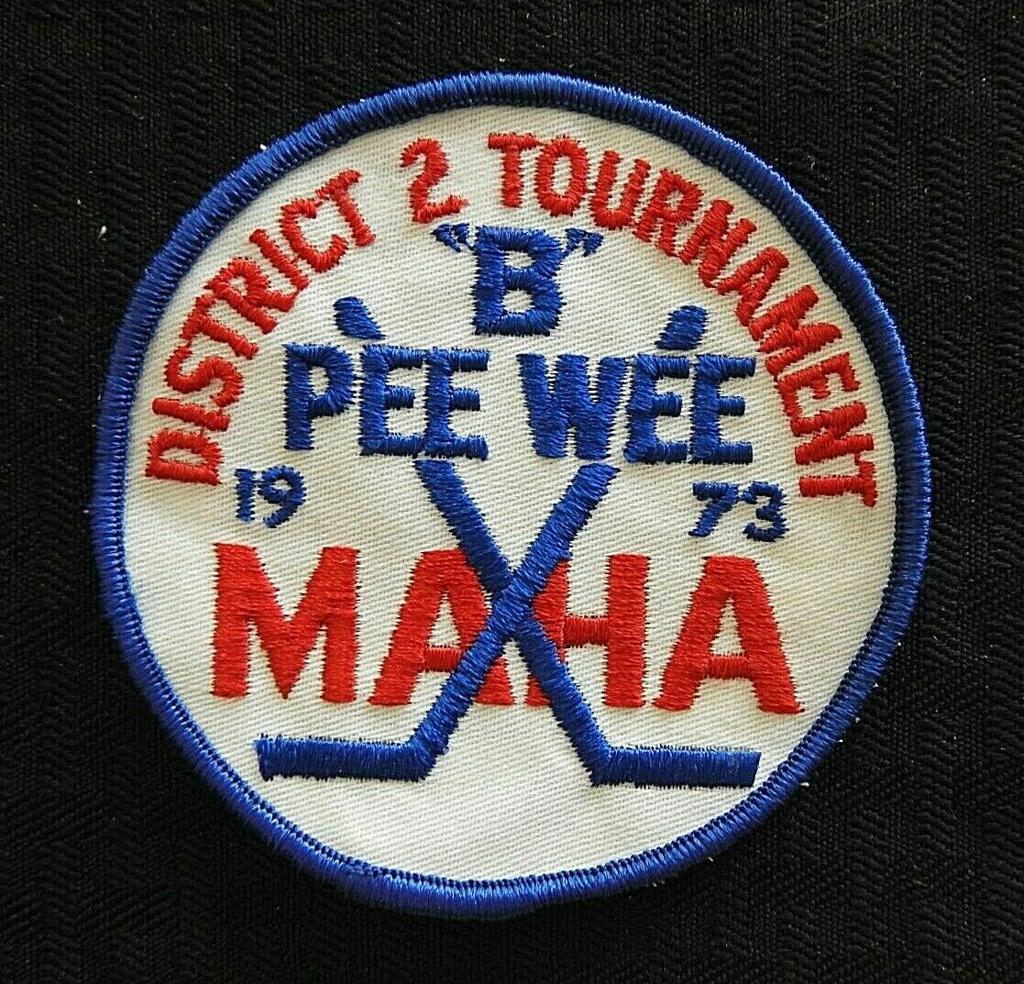 DISTRICT 2 TOURNAMENT
"B"
PEE WEE
19 73
MAHA